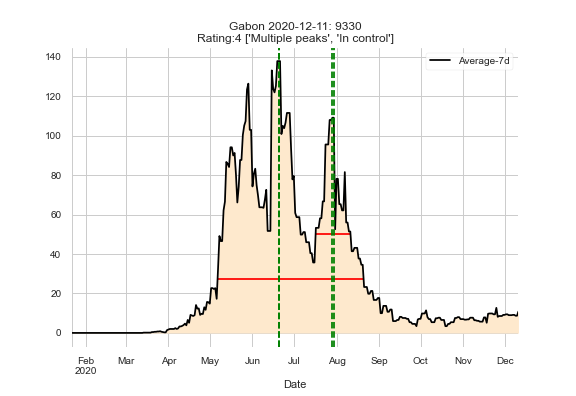 Gabon 2020-12-11: 9330
Rating:4 ['Multiple peaks', 'In control']
Average-7d
140
120
100
80
60
40
20
0
Feb Mar Apr May Jun Jul Aug Sep Oct Nov Dec
2020
Date